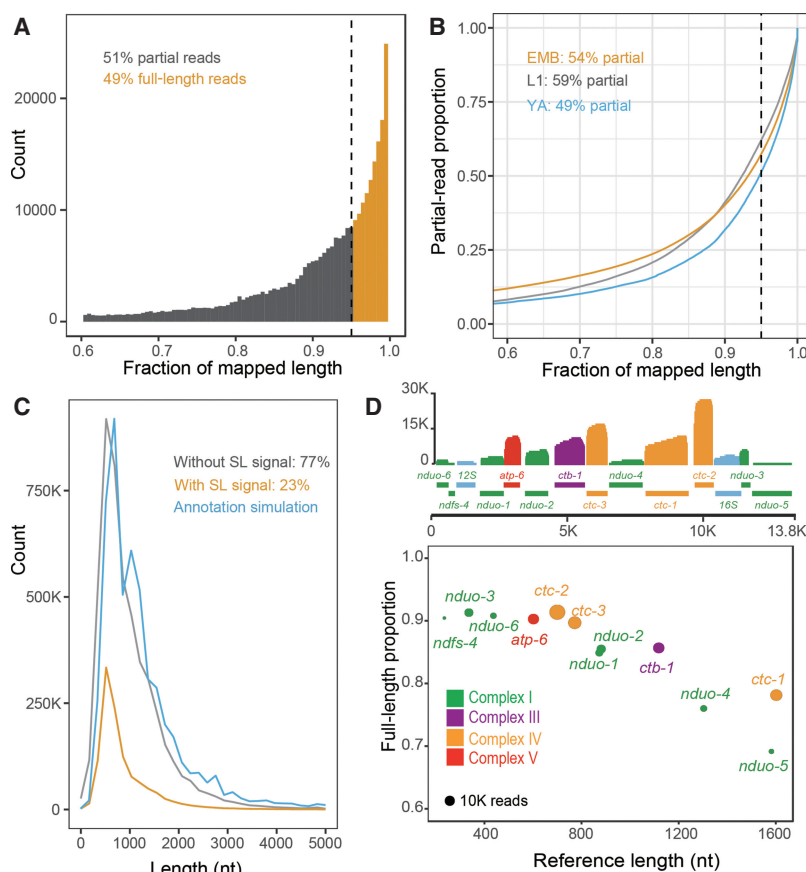 A
51% partial reads
49% full-length reads
Count
20000
10000
0
0.6
0.7
0.8
0.9
1.0
Fraction of mapped length
B
EMB: 54% partial
L1: 59% partial
YA: 49% partial
Partial-read proportion
1.00
0.75
0.50
0.25
0.00
0.6
0.7
0.8
0.9
1.0
Fraction of mapped length
C
Without SL signal: 77%
With SL signal: 23%
Annotation simulation
Count
750K
500K
250K
0
0
1000
2000
3000
4000
5000
Length (nt)
D
30K
15K
0
nduo-6
12S
atp-6
ctb-1
nduo-4
ctc-2
nduo-3
ndfs-4
nduo-1
nduo-2
ctc-3
ctc-1
16S
nduo-5
0
5K
10K
13.8K
Full-length proportion
1.0
0.9
0.8
0.7
0.6
nduo-3
ndfs-4
nduo-6
atp-6
ctc-2
ctc-3
nduo-2
nduo-1
ctb-1
nduo-4
ctc-1
nduo-5
Complex I
Complex III
Complex IV
Complex V
10K reads
400
800
1200
1600
Reference length (nt)